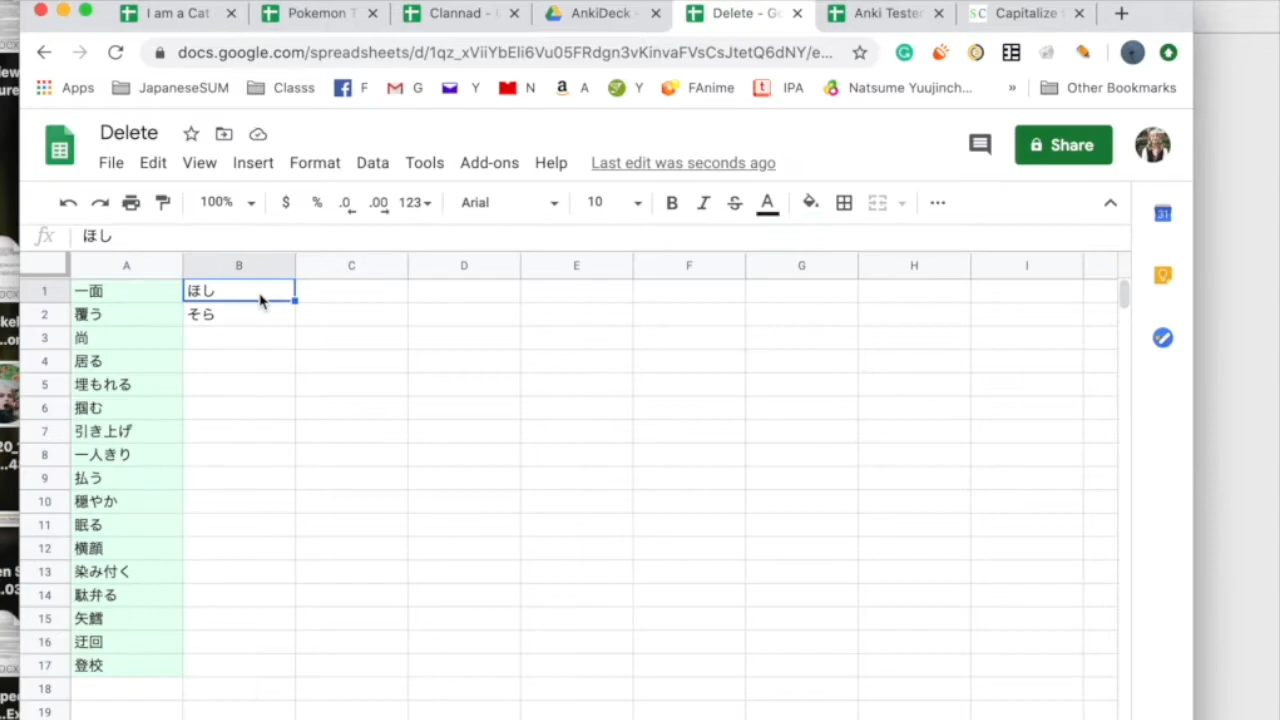 I am a Cat
Pokemon T
Clannad -
AnkiDeck -
Delete - Go
Anki Tester
SC Capitalize
docs.google.com/spreadsheets/d/1qz_xViiYbEli6Vu05FRdgn3vKinvaFVsCsJtetQ6dNY/e...
Apps JapaneseSUM Classs F G Y N A Y FAnime IPA Natsume Yuujinch... » Other Bookmarks
Delete
Share
File Edit View Insert Format Data Tools Add-ons Help Last edit was seconds ago
100% $ % .0 .00 123 Arial 10 B I S A
fx ほし
A B C D E F G H I
1 一面 ほし
2 覆う そら
3 尚
4 居る
5 埋もれる
6 掴む
7 引き上げ
8 一人きり
9 払う
10 穏やか
11 眠る
12 横顔
13 染み付く
14 駄弁る
15 矢鱈
16 迂回
17 登校
18
19
31